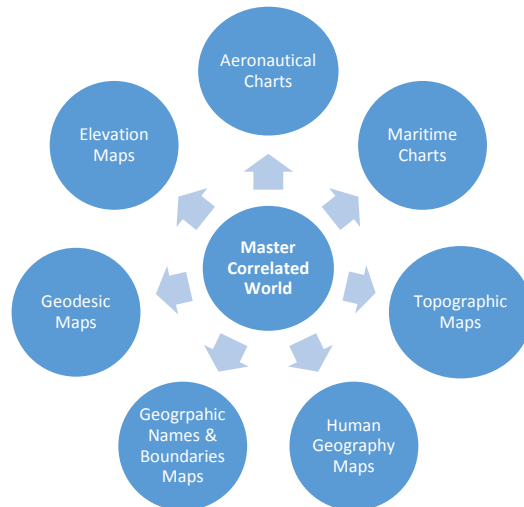 Aeronautical
Charts
Elevation
Maps
Maritime
Charts
Master
Correlated
World
Geodesic
Maps
Topographic
Maps
Geogrpahic
Names &
Boundaries
Maps
Human
Geography
Maps